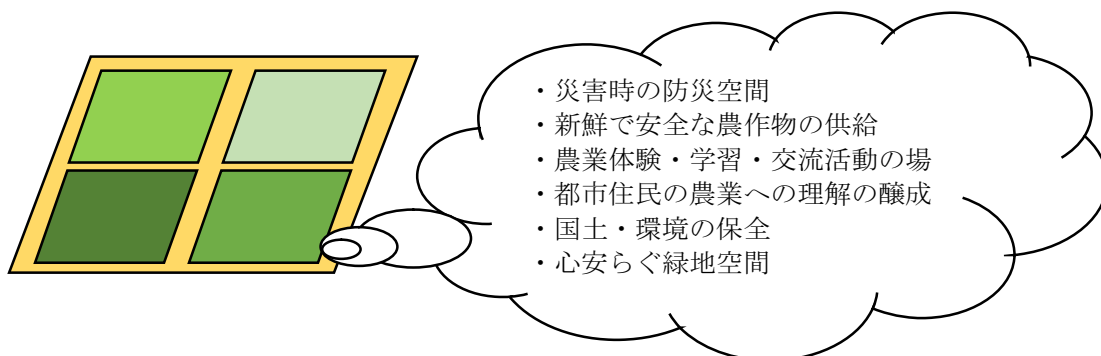 ・災害時の防災空間
・新鮮で安全な農作物の供給
・農業体験・学習・交流活動の場
・都市住民の農業への理解の醸成
・国土・環境の保全
・心安らぐ緑地空間